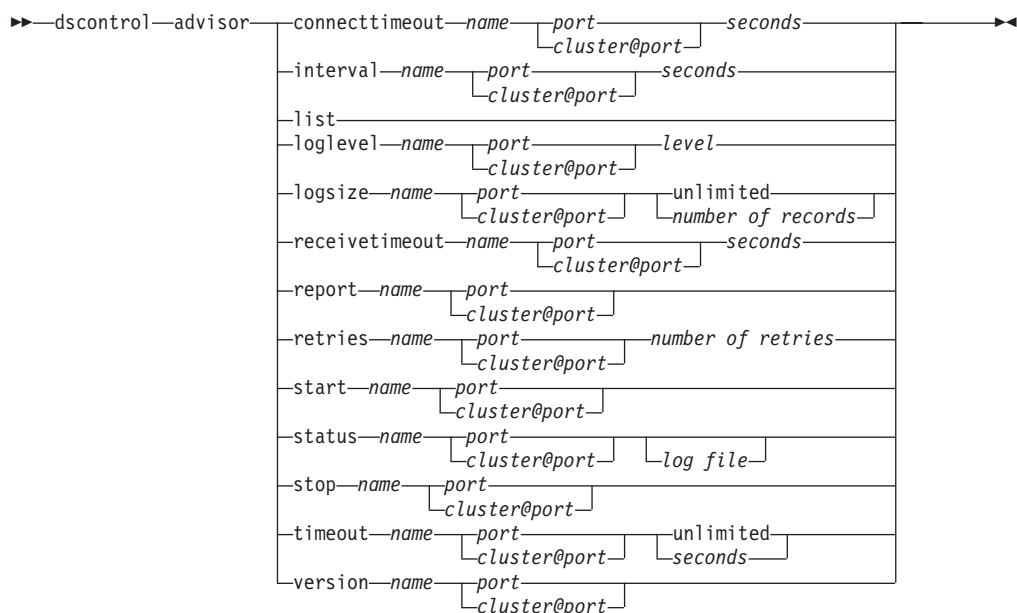 dscontrol advisor connecttimeout name port seconds
cluster@port
interval name port seconds
cluster@port
list
loglevel name port level
cluster@port
logsize name port unlimited
cluster@port number of records
receivetimeout name port seconds
cluster@port
report name port
cluster@port
retries name port number of retries
cluster@port
start name port
cluster@port
status name port
cluster@port log file
stop name port
cluster@port
timeout name port unlimited
cluster@port seconds
version name port
cluster@port